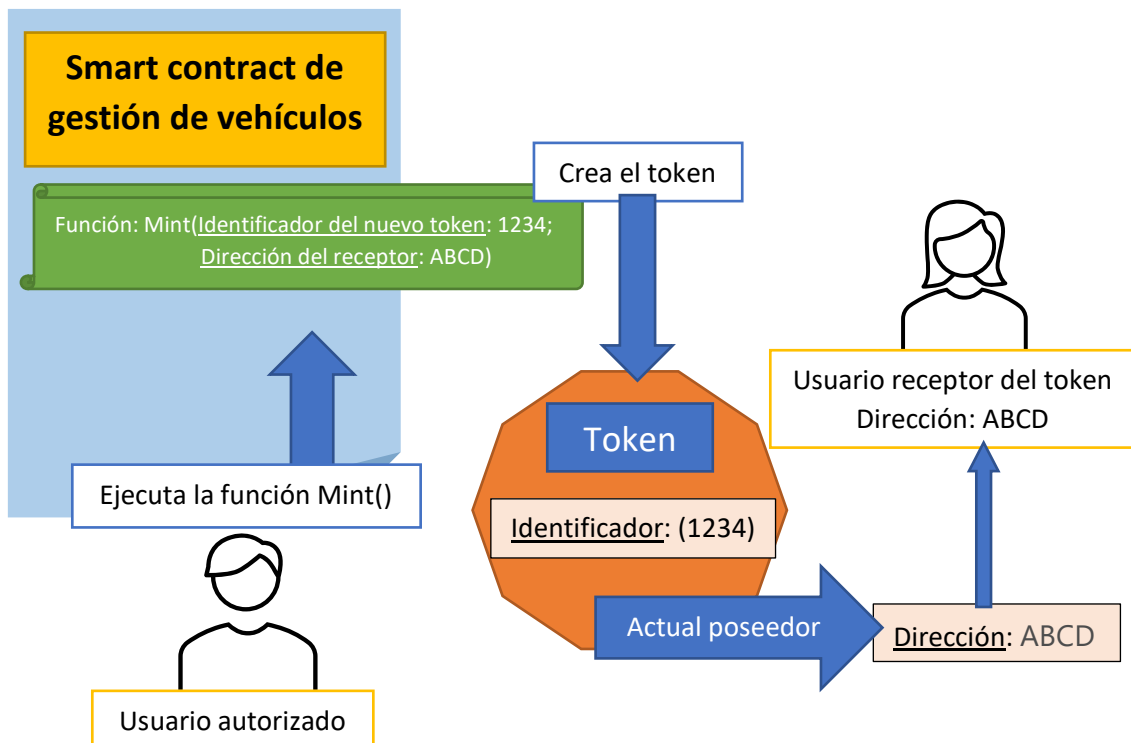 Smart contract de
gestión de vehículos
Crea el token
Función: Mint(Identificador del nuevo token: 1234;
Dirección del receptor: ABCD)
Usuario receptor del token
Dirección: ABCD
Token
Ejecuta la función Mint()
Identificador: (1234)
Actual poseedor
Dirección: ABCD
Usuario autorizado